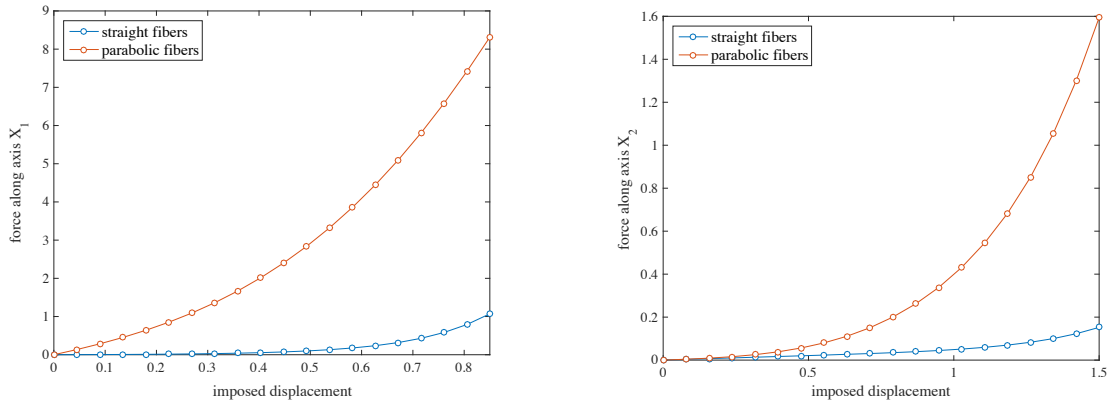 9
8
7
6
5
4
3
2
1
0
force along axis X1
straight fibers
parabolic fibers
0 0.1 0.2 0.3 0.4 0.5 0.6 0.7 0.8
imposed displacement
1.6
1.4
1.2
1
0.8
0.6
0.4
0.2
0
force along axis X2
straight fibers
parabolic fibers
0 0.5 1 1.5
imposed displacement